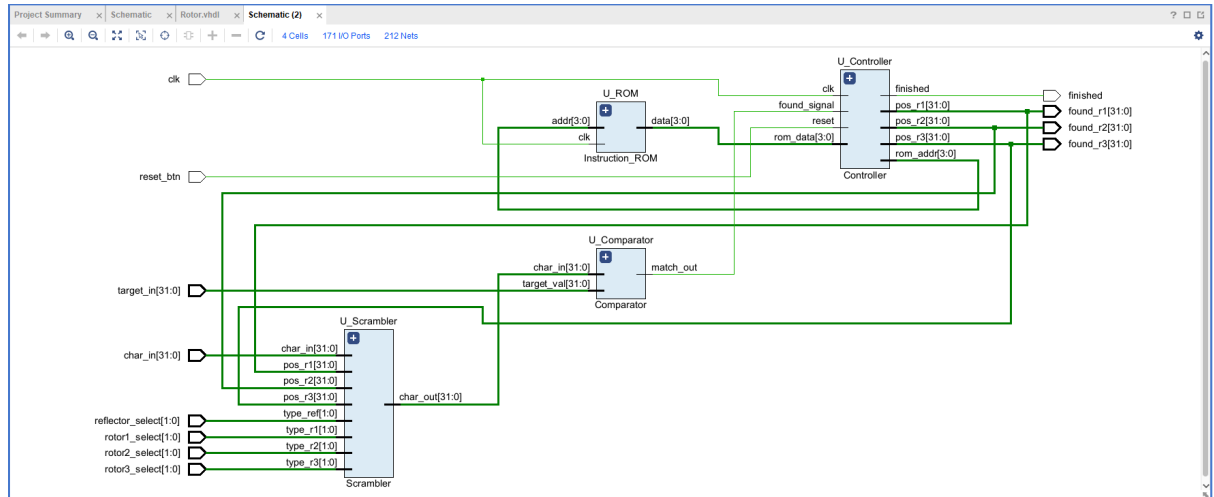 Project Summary × Schematic × Rotor.vhdl × Schematic (2) ×
4 Cells 171 I/O Ports 212 Nets
clk
reset_btn
target_in[31:0]
char_in[31:0]
reflector_select[1:0]
rotor1_select[1:0]
rotor2_select[1:0]
rotor3_select[1:0]
U_ROM
addr[3:0] data[3:0]
clk
Instruction_ROM
U_Controller
clk finished
found_signal pos_r1[31:0]
reset pos_r2[31:0]
rom_data[3:0] pos_r3[31:0]
rom_addr[3:0]
Controller
finished
found_r1[31:0]
found_r2[31:0]
found_r3[31:0]
U_Comparator
char_in[31:0] match_out
target_val[31:0]
Comparator
U_Scrambler
char_in[31:0]
pos_r1[31:0]
pos_r2[31:0]
pos_r3[31:0] char_out[31:0]
type_ref[1:0]
type_r1[1:0]
type_r2[1:0]
type_r3[1:0]
Scrambler